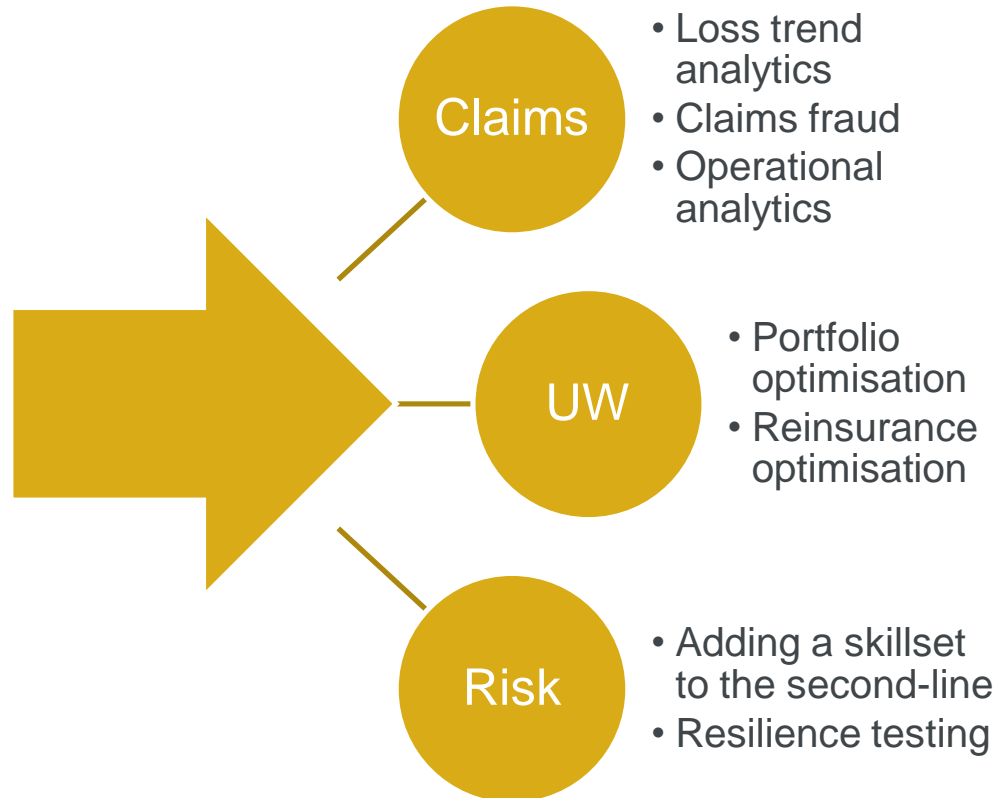 Claims
• Loss trend
analytics
• Claims fraud
• Operational
analytics
UW
• Portfolio
optimisation
• Reinsurance
optimisation
Risk
• Adding a skillset
to the second-line
• Resilience testing